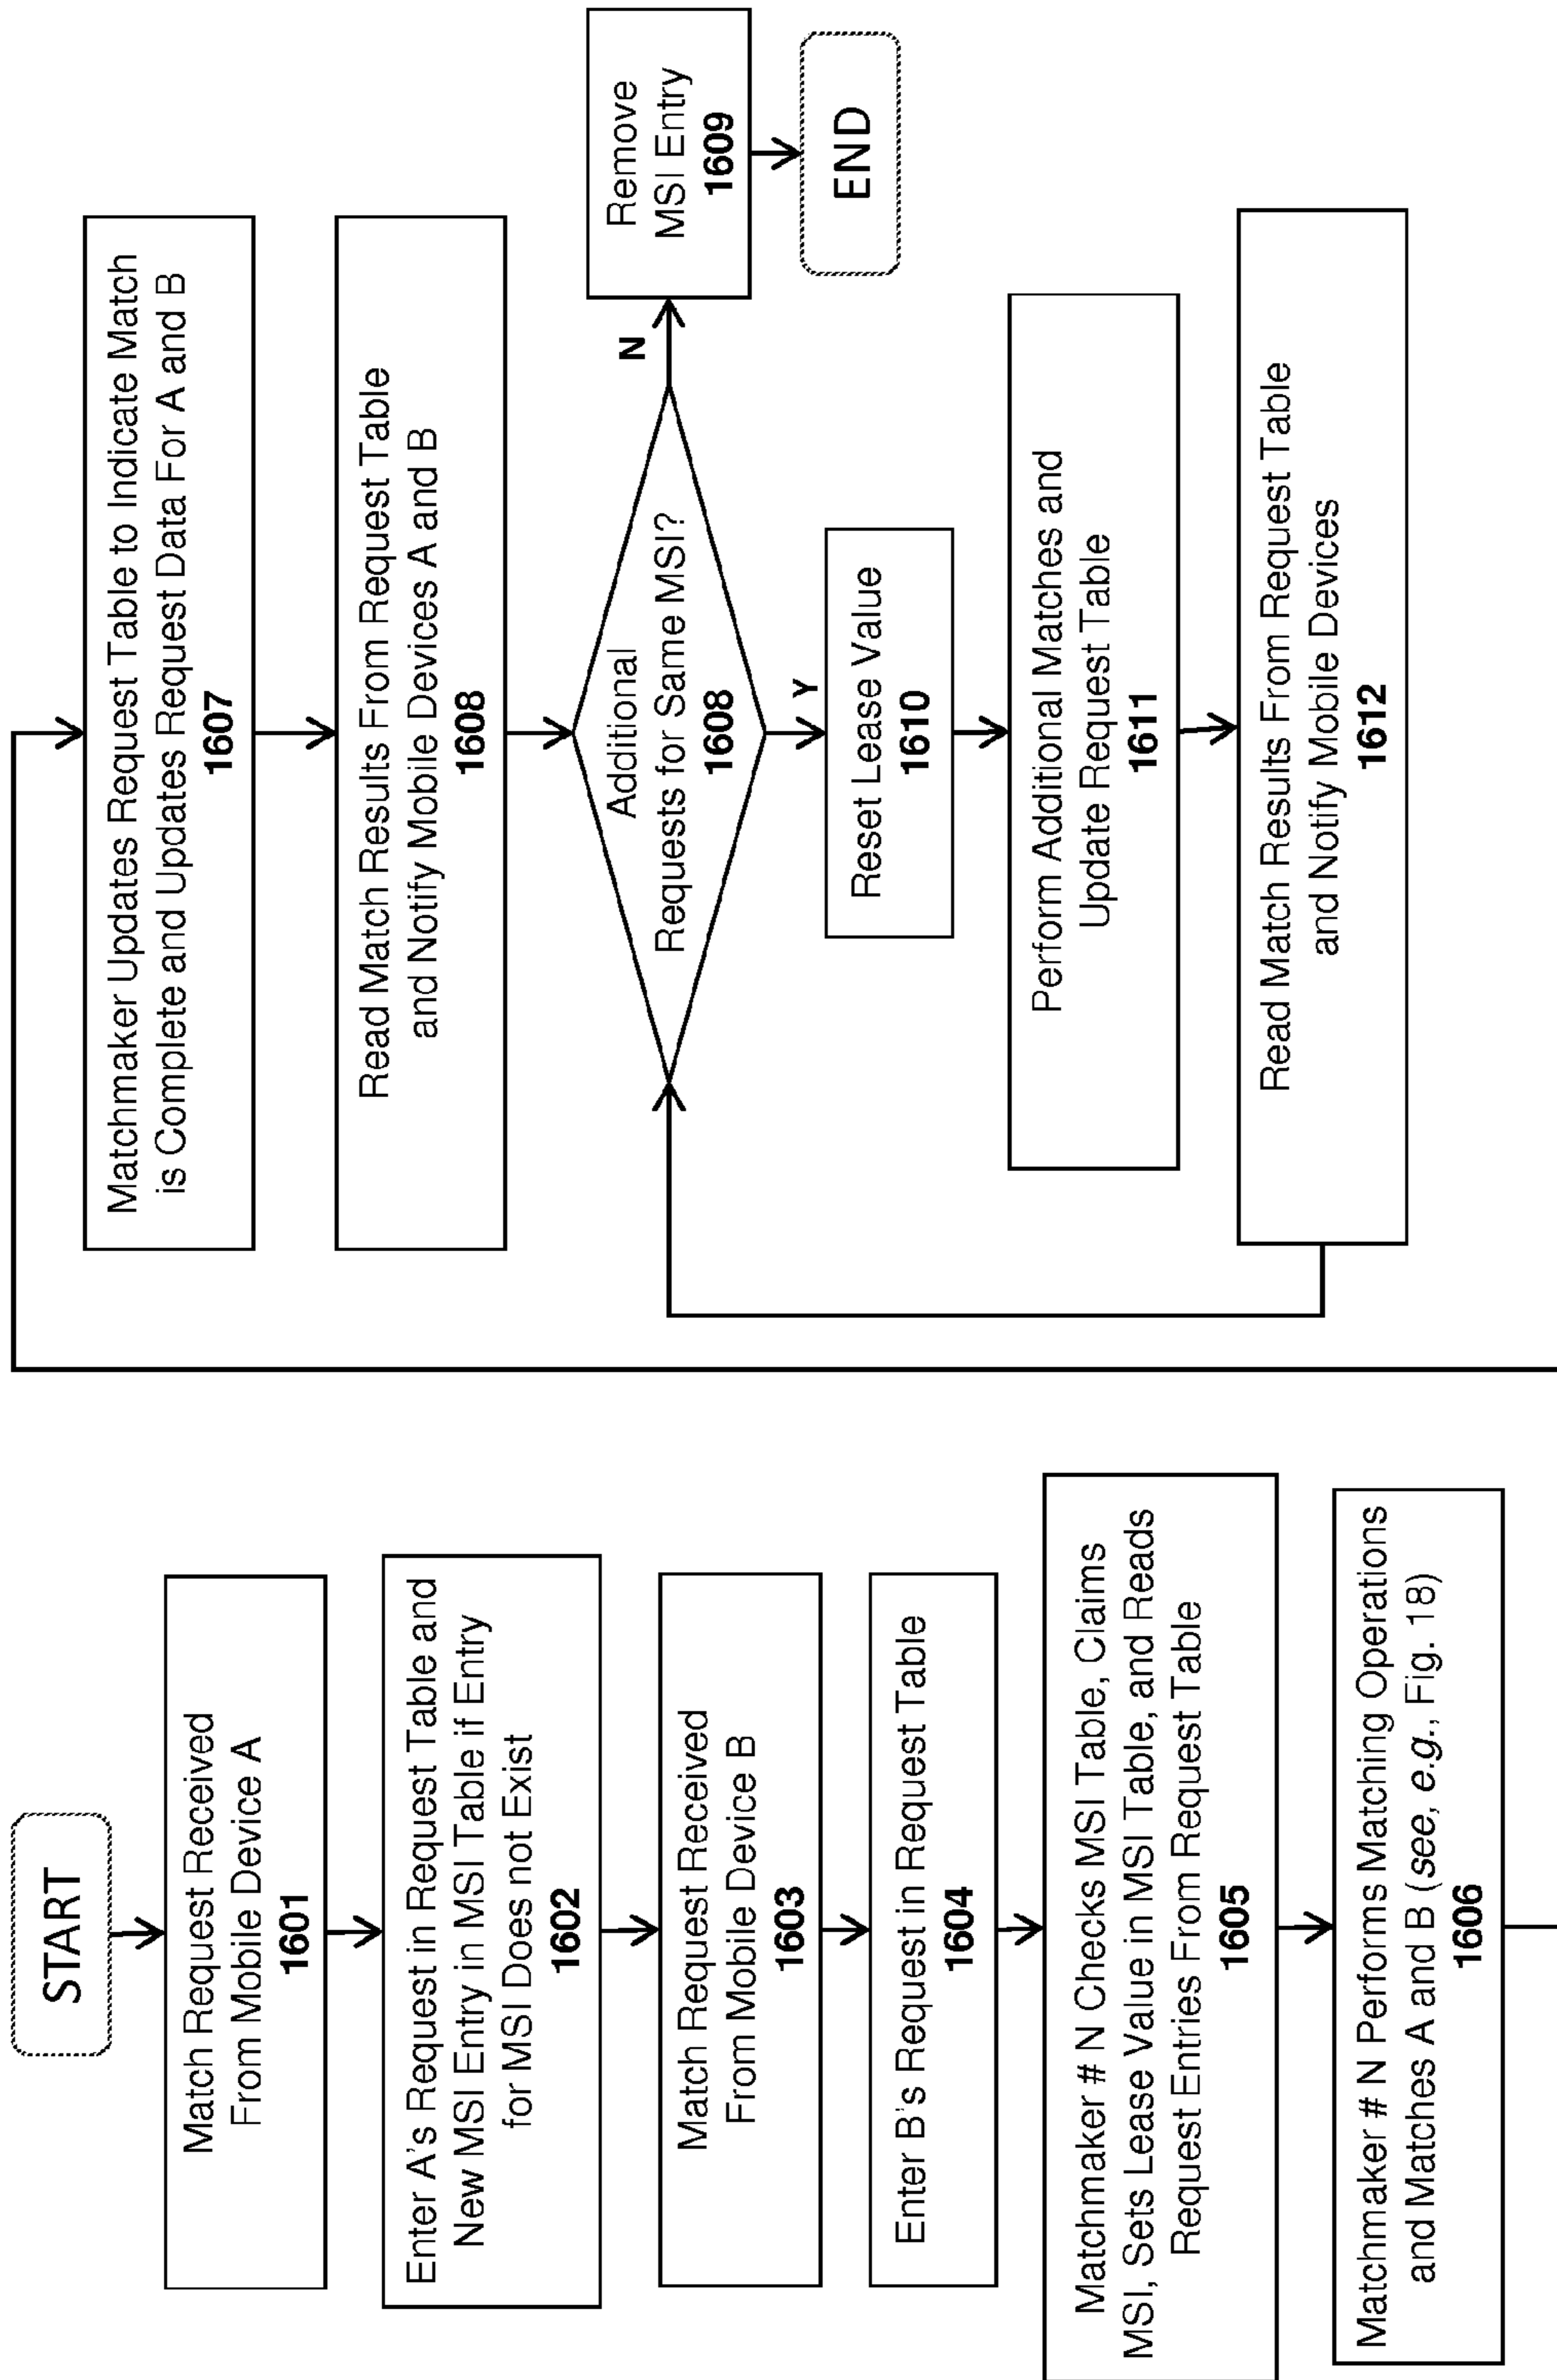 START
Match Request Received
From Mobile Device A
1601
Enter A's Request in Request Table and
New MSI Entry in MSI Table if Entry
for MSI Does not Exist
1602
Match Request Received
From Mobile Device B
1603
Enter B's Request in Request Table
1604
Matchmaker # N Checks MSI Table, Claims
MSI, Sets Lease Value in MSI Table, and Reads
Request Entries From Request Table
1605
Matchmaker # N Performs Matching Operations
and Matches A and B (see, e.g., Fig. 18)
1606
Matchmaker Updates Request Table to Indicate Match
is Complete and Updates Request Data For A and B
1607
Read Match Results From Request Table
and Notify Mobile Devices A and B
1608
Additional
Requests for Same MSI?
1608
N
Remove
MSI Entry
1609
END
Y
Reset Lease Value
1610
Perform Additional Matches and
Update Request Table
1611
Read Match Results From Request Table
and Notify Mobile Devices
1612